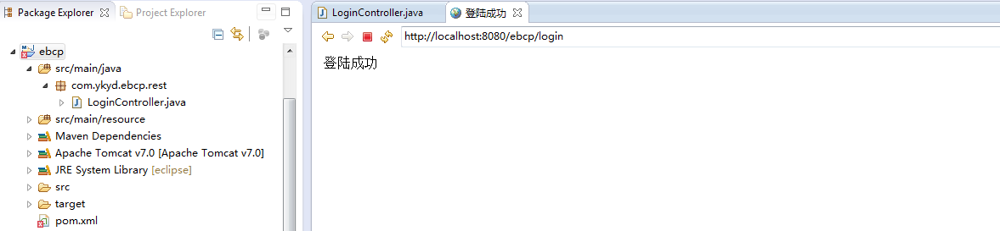 Package Explorer
Project Explorer
ebcp
src/main/java
com.ykyd.ebcp.rest
LoginController.java
src/main/resource
Maven Dependencies
Apache Tomcat v7.0 [Apache Tomcat v7.0]
JRE System Library [eclipse]
src
target
pom.xml
LoginController.java
登陆成功
http://localhost:8080/ebcp/login
登陆成功